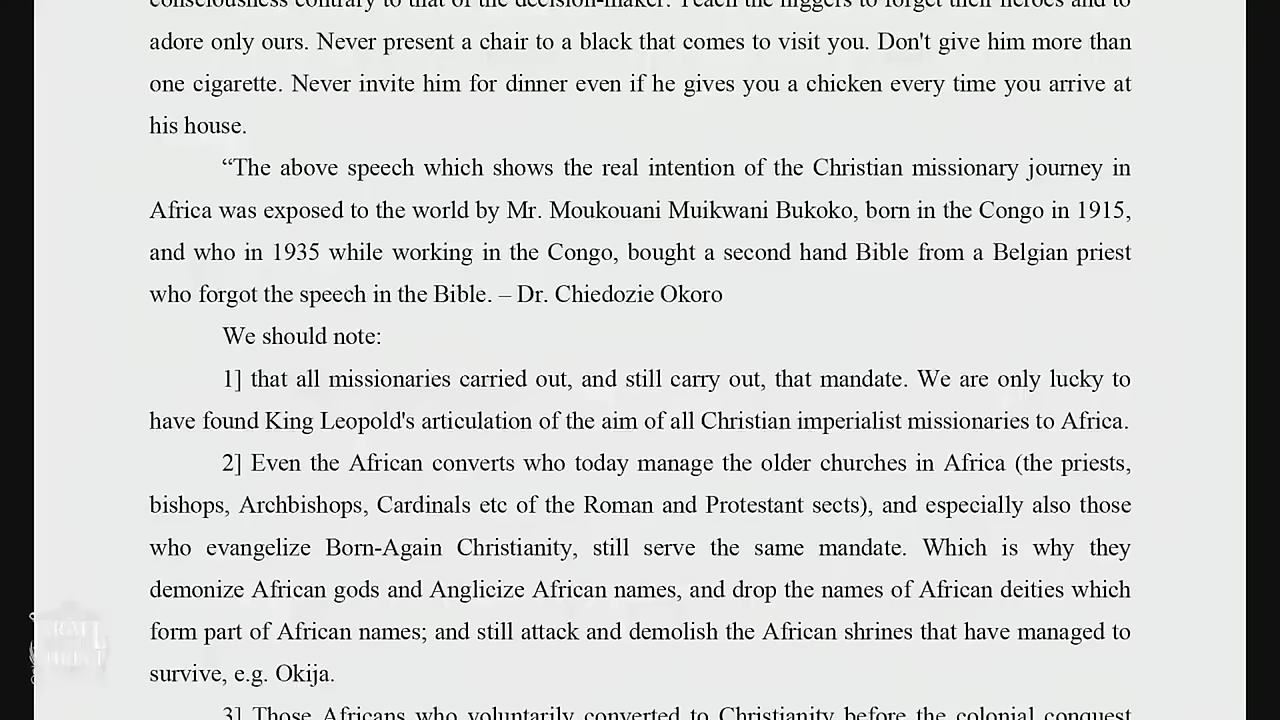 consciousness contrary to that of the decision-maker. Teach the niggers to forget their heroes and to
adore only ours. Never present a chair to a black that comes to visit you. Don't give him more than
one cigarette. Never invite him for dinner even if he gives you a chicken every time you arrive at
his house.
“The above speech which shows the real intention of the Christian missionary journey in
Africa was exposed to the world by Mr. Moukouani Muikwani Bukoko, born in the Congo in 1915,
and who in 1935 while working in the Congo, bought a second hand Bible from a Belgian priest
who forgot the speech in the Bible. – Dr. Chiedozie Okoro
We should note:
1] that all missionaries carried out, and still carry out, that mandate. We are only lucky to
have found King Leopold's articulation of the aim of all Christian imperialist missionaries to Africa.
2] Even the African converts who today manage the older churches in Africa (the priests,
bishops, Archbishops, Cardinals etc of the Roman and Protestant sects), and especially also those
who evangelize Born-Again Christianity, still serve the same mandate. Which is why they
demonize African gods and Anglicize African names, and drop the names of African deities which
form part of African names; and still attack and demolish the African shrines that have managed to
survive, e.g. Okija.
3] Those Africans who voluntarily converted to Christianity before the colonial conquest